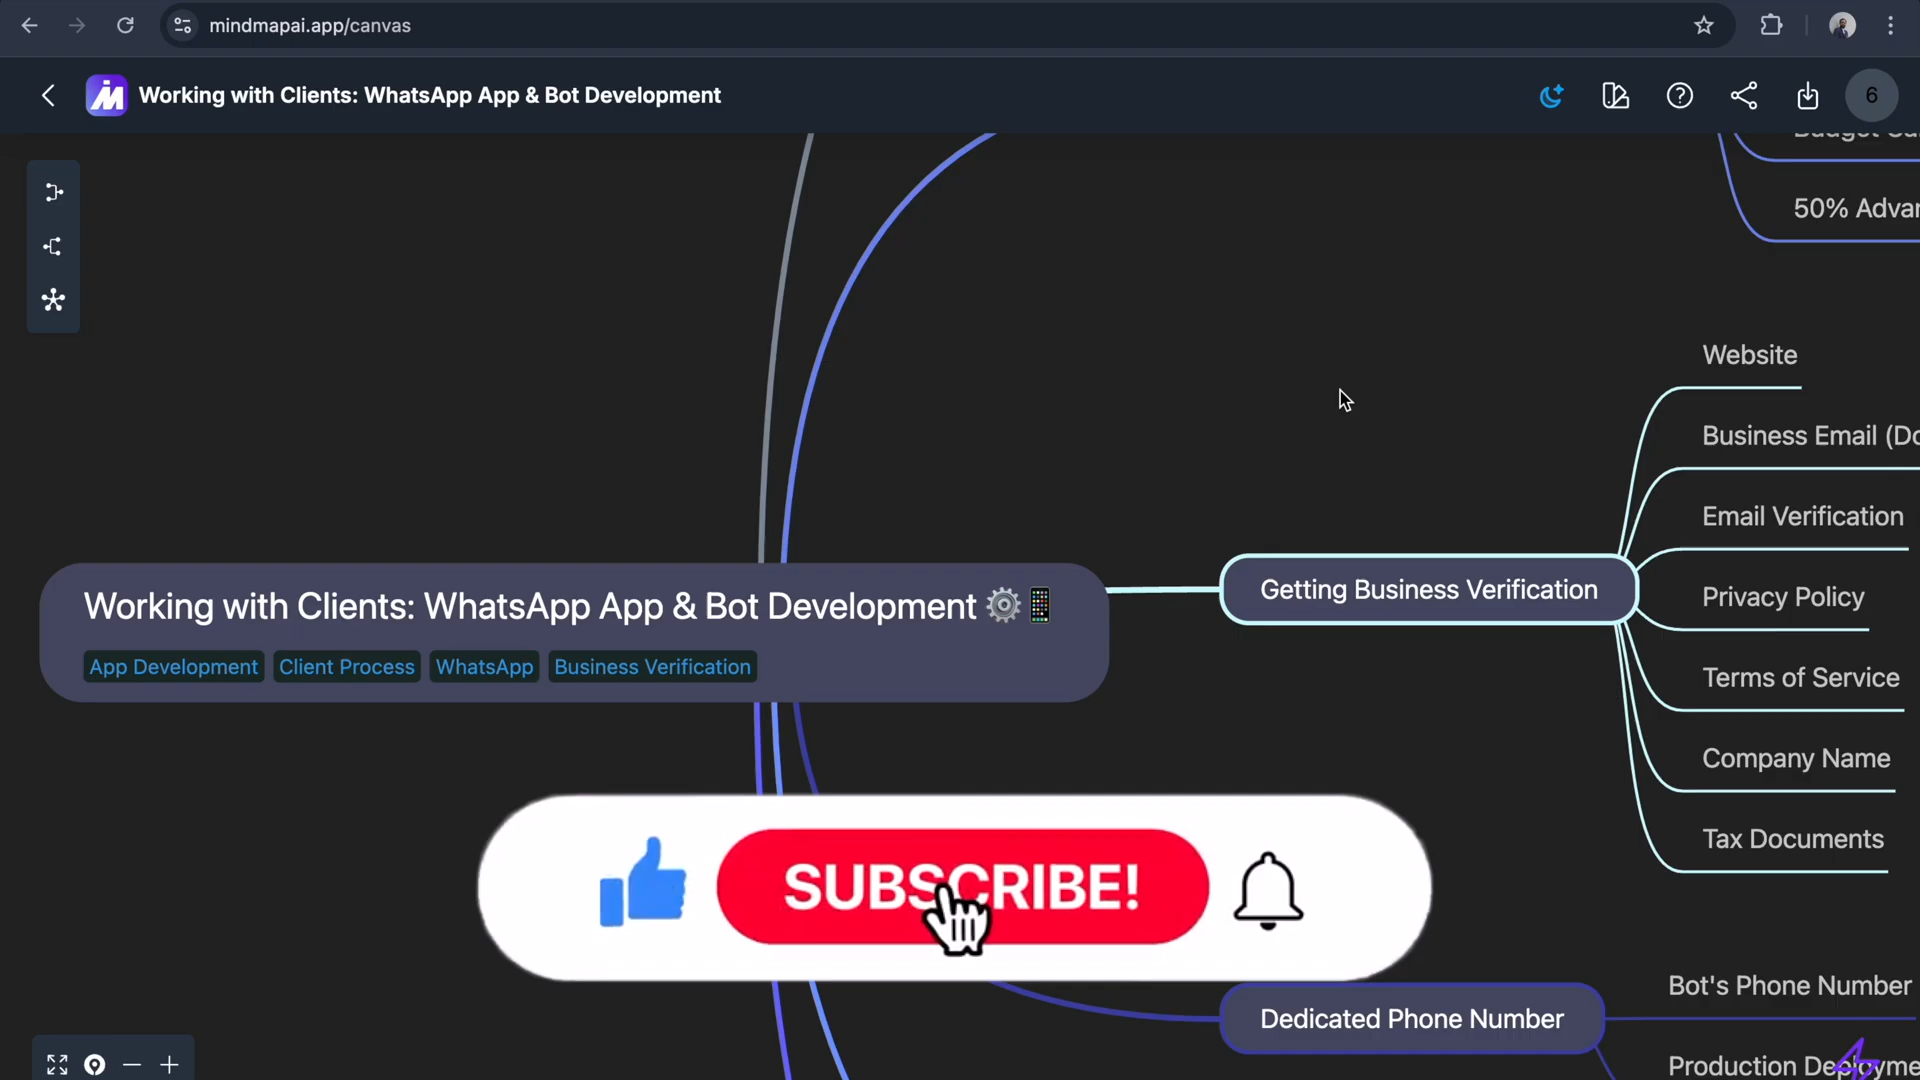 mindmapai.app/canvas
Working with Clients: WhatsApp App & Bot Development
6
50% Advan
Website
Business Email (Do
Email Verification
Working with Clients: WhatsApp App & Bot Development ⚙️📱
Getting Business Verification
Privacy Policy
App Development Client Process WhatsApp Business Verification
Terms of Service
Company Name
Tax Documents
SUBSCRIBE!
Bot's Phone Number
Dedicated Phone Number
Production